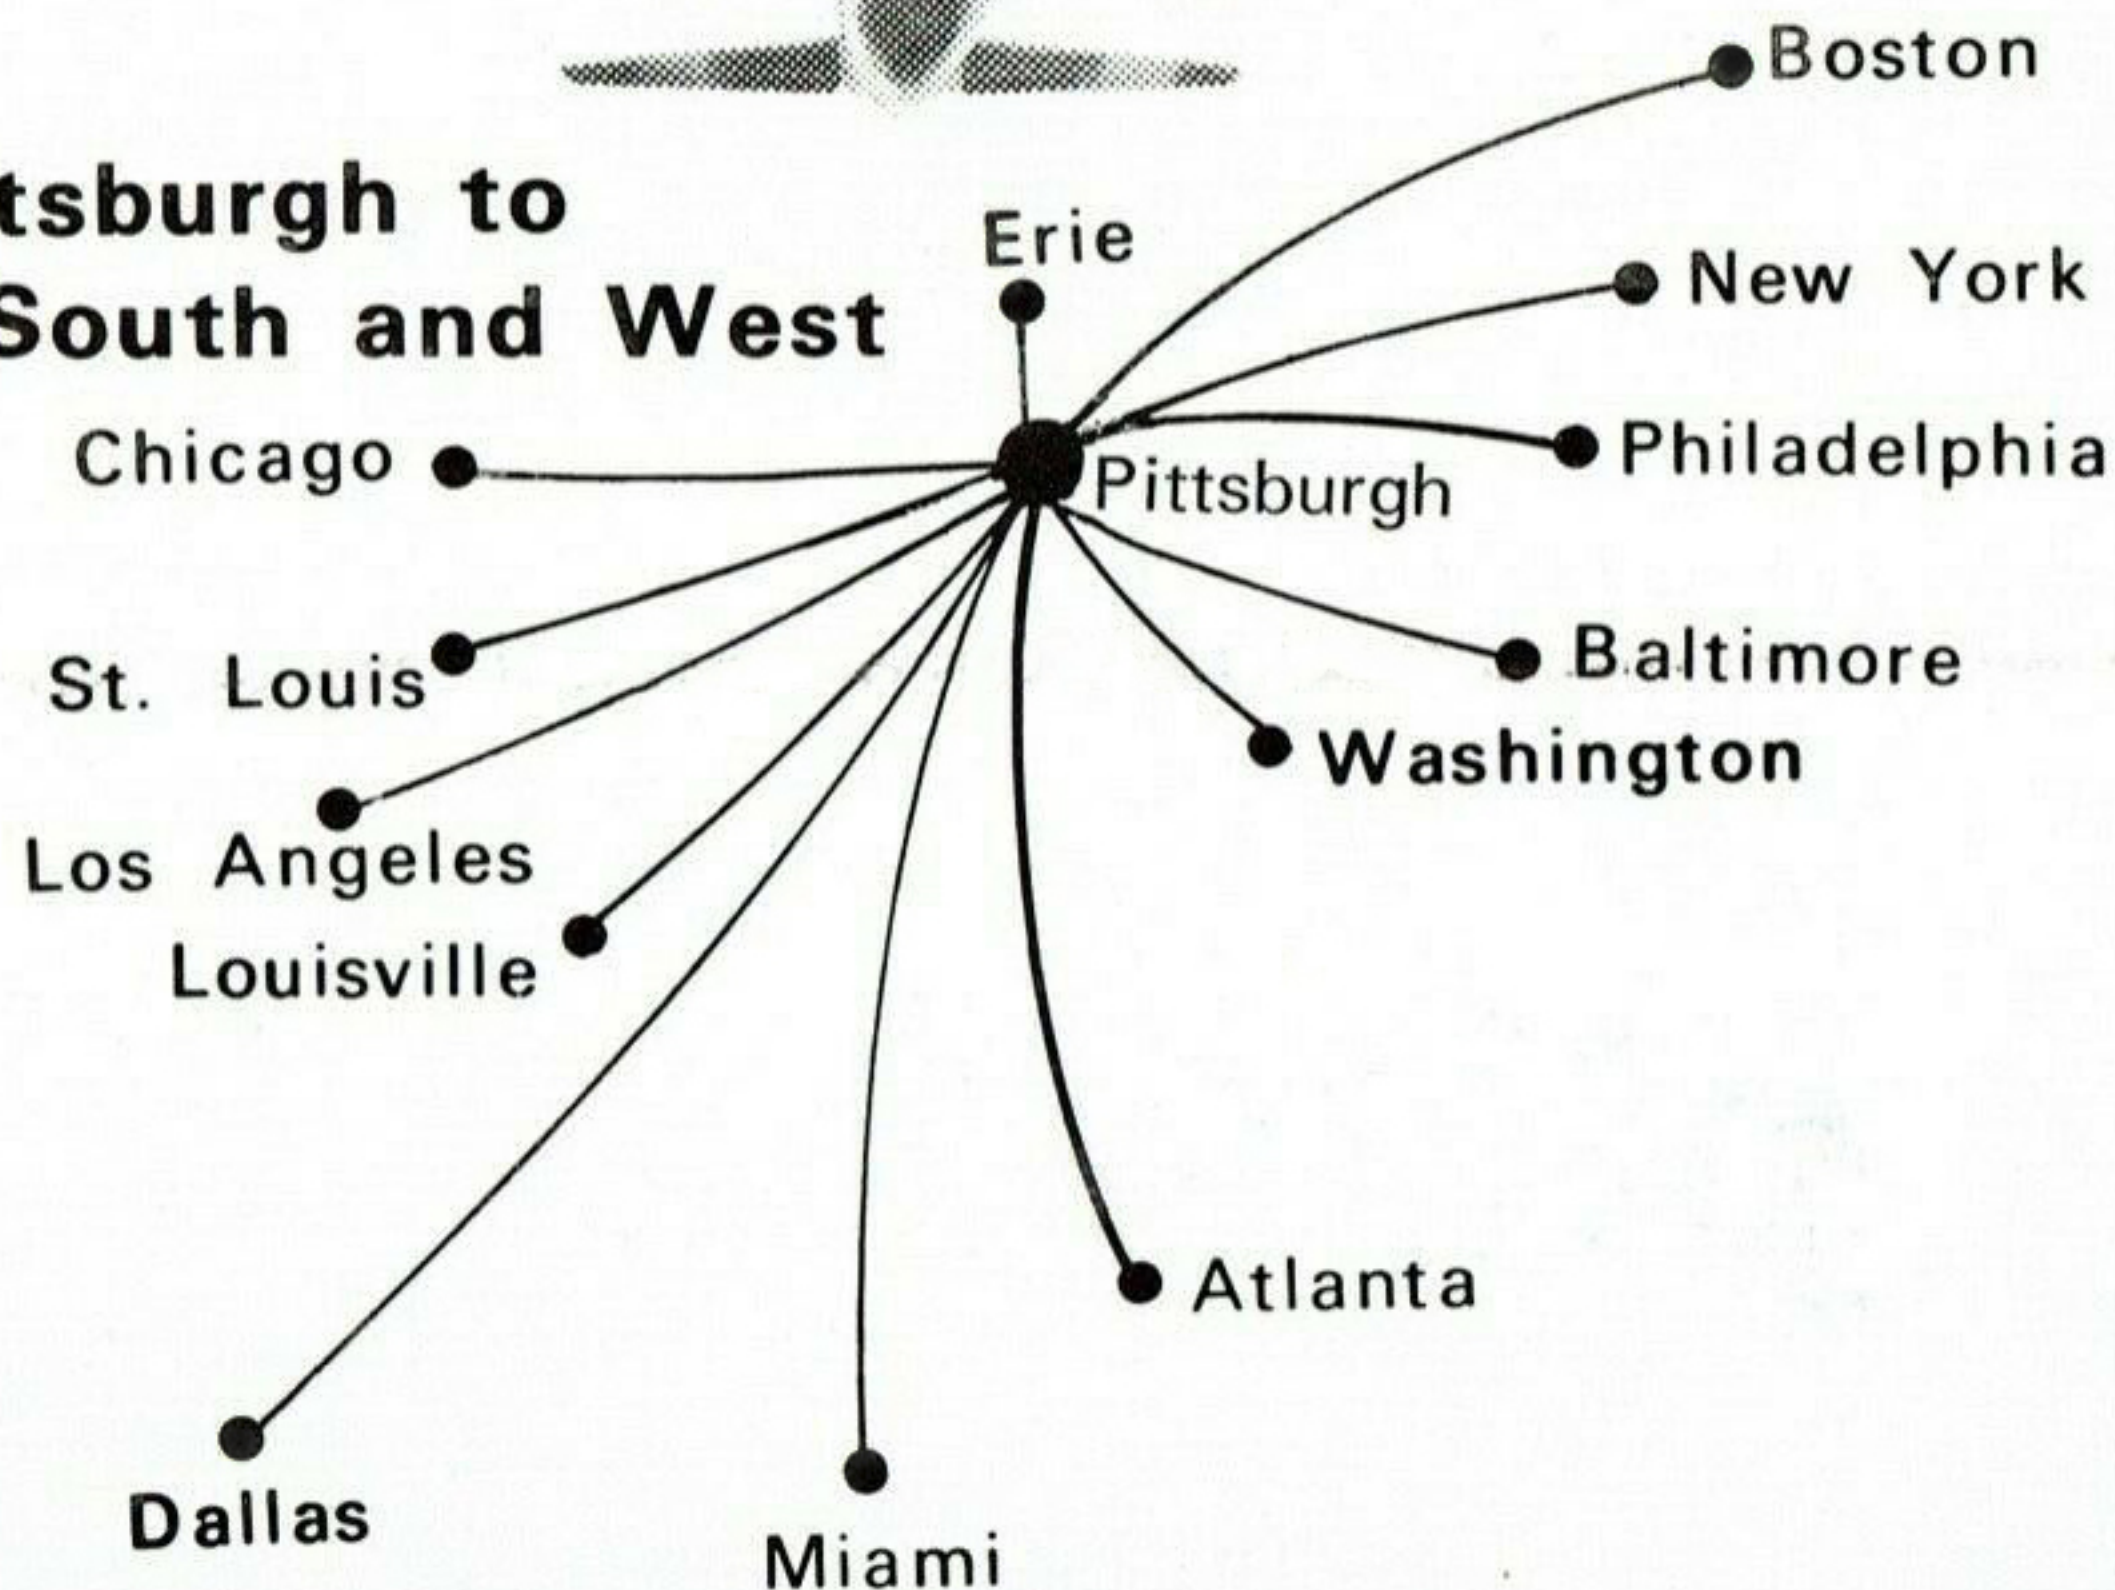 Boston
tsburgh to
Erie
New York
South and West
Chicago
Philadelphia
Pittsburgh
St. Louis
Baltimore
Washington
Los Angeles
Louisville
Atlanta
Dallas
Miami